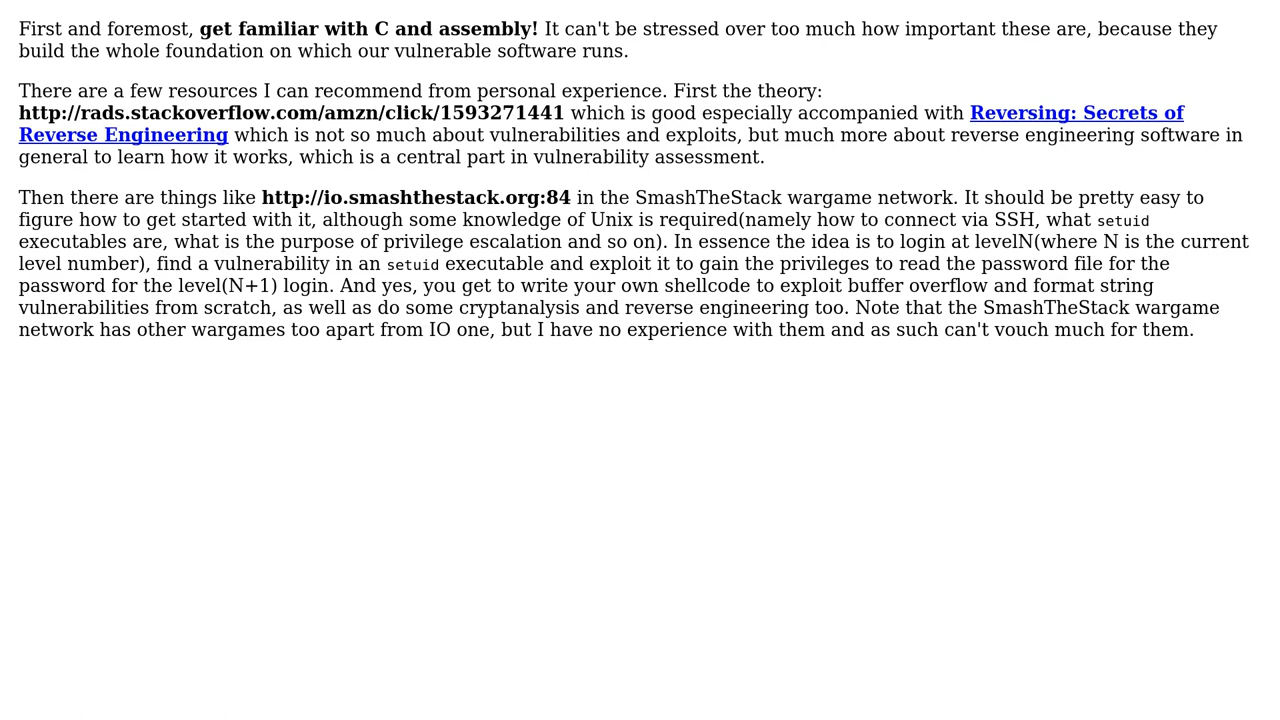 First and foremost, get familiar with C and assembly! It can't be stressed over too much how important these are, because they
build the whole foundation on which our vulnerable software runs.
There are a few resources I can recommend from personal experience. First the theory:
http://rads.stackoverflow.com/amzn/click/1593271441 which is good especially accompanied with Reversing: Secrets of
Reverse Engineering which is not so much about vulnerabilities and exploits, but much more about reverse engineering software in
general to learn how it works, which is a central part in vulnerability assessment.
Then there are things like http://io.smashthestack.org:84 in the SmashTheStack wargame network. It should be pretty easy to
figure how to get started with it, although some knowledge of Unix is required(namely how to connect via SSH, what setuid
executables are, what is the purpose of privilege escalation and so on). In essence the idea is to login at levelN(where N is the current
level number), find a vulnerability in an setuid executable and exploit it to gain the privileges to read the password file for the
password for the level(N+1) login. And yes, you get to write your own shellcode to exploit buffer overflow and format string
vulnerabilities from scratch, as well as do some cryptanalysis and reverse engineering too. Note that the SmashTheStack wargame
network has other wargames too apart from IO one, but I have no experience with them and as such can't vouch much for them.